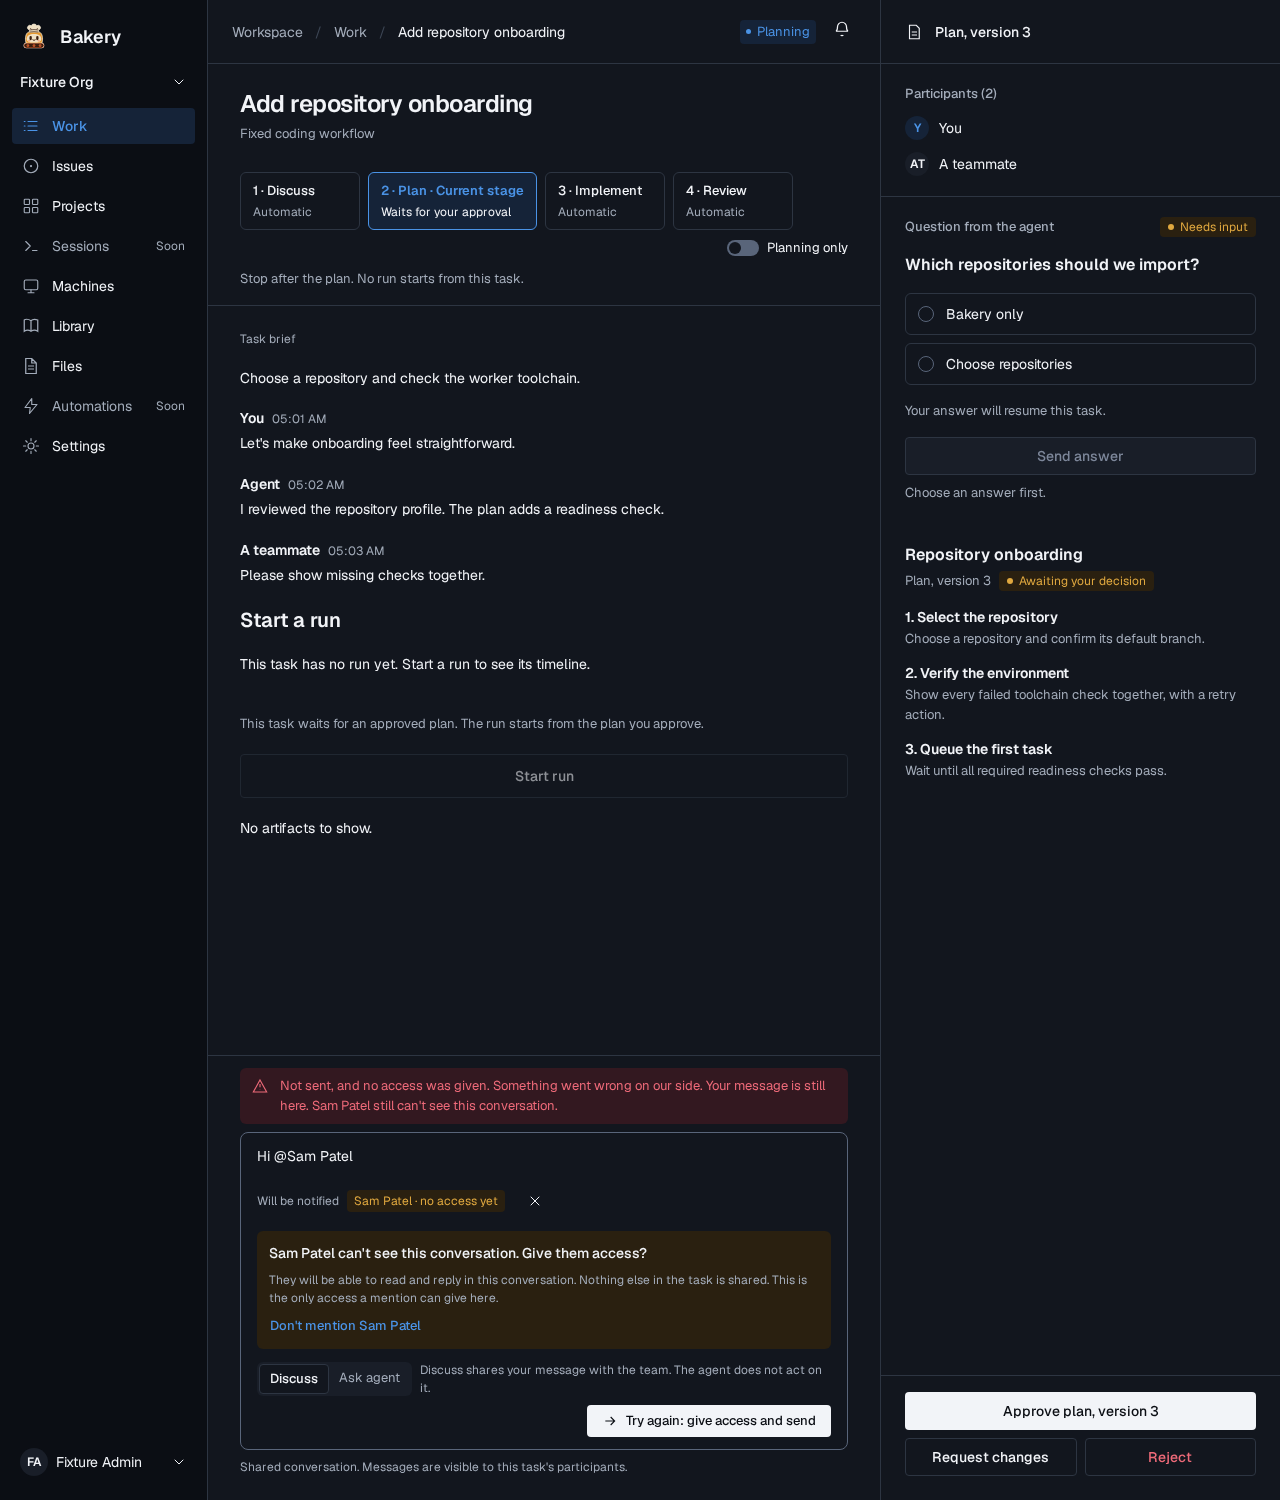 Bakery
Fixture Org
Work
Issues
Projects
Sessions Soon
Machines
Library
Files
Automations Soon
Settings
FA Fixture Admin
Workspace / Work / Add repository onboarding
Planning
Add repository onboarding
Fixed coding workflow
1 · Discuss
Automatic
2 · Plan · Current stage
Waits for your approval
3 · Implement
Automatic
4 · Review
Automatic
Planning only
Stop after the plan. No run starts from this task.
Task brief
Choose a repository and check the worker toolchain.
You 05:01 AM
Let's make onboarding feel straightforward.
Agent 05:02 AM
I reviewed the repository profile. The plan adds a readiness check.
A teammate 05:03 AM
Please show missing checks together.
Start a run
This task has no run yet. Start a run to see its timeline.
This task waits for an approved plan. The run starts from the plan you approve.
Start run
No artifacts to show.
Not sent, and no access was given. Something went wrong on our side. Your message is still
here. Sam Patel still can't see this conversation.
Hi @Sam Patel
Will be notified Sam Patel · no access yet
Sam Patel can't see this conversation. Give them access?
They will be able to read and reply in this conversation. Nothing else in the task is shared. This is
the only access a mention can give here.
Don't mention Sam Patel
Discuss Ask agent
Discuss shares your message with the team. The agent does not act on
it.
Try again: give access and send
Shared conversation. Messages are visible to this task's participants.
Plan, version 3
Participants (2)
Y You
AT A teammate
Question from the agent
Needs input
Which repositories should we import?
Bakery only
Choose repositories
Your answer will resume this task.
Send answer
Choose an answer first.
Repository onboarding
Plan, version 3 Awaiting your decision
1. Select the repository
Choose a repository and confirm its default branch.
2. Verify the environment
Show every failed toolchain check together, with a retry
action.
3. Queue the first task
Wait until all required readiness checks pass.
Approve plan, version 3
Request changes
Reject